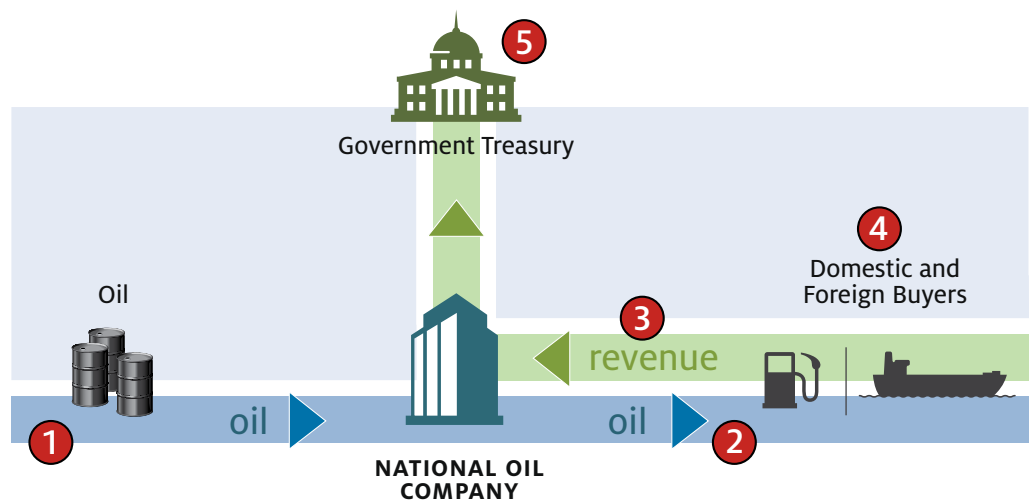 5
Government Treasury
4
Domestic and
Foreign Buyers
Oil
3
revenue
1
oil
oil
2
NATIONAL OIL
COMPANY